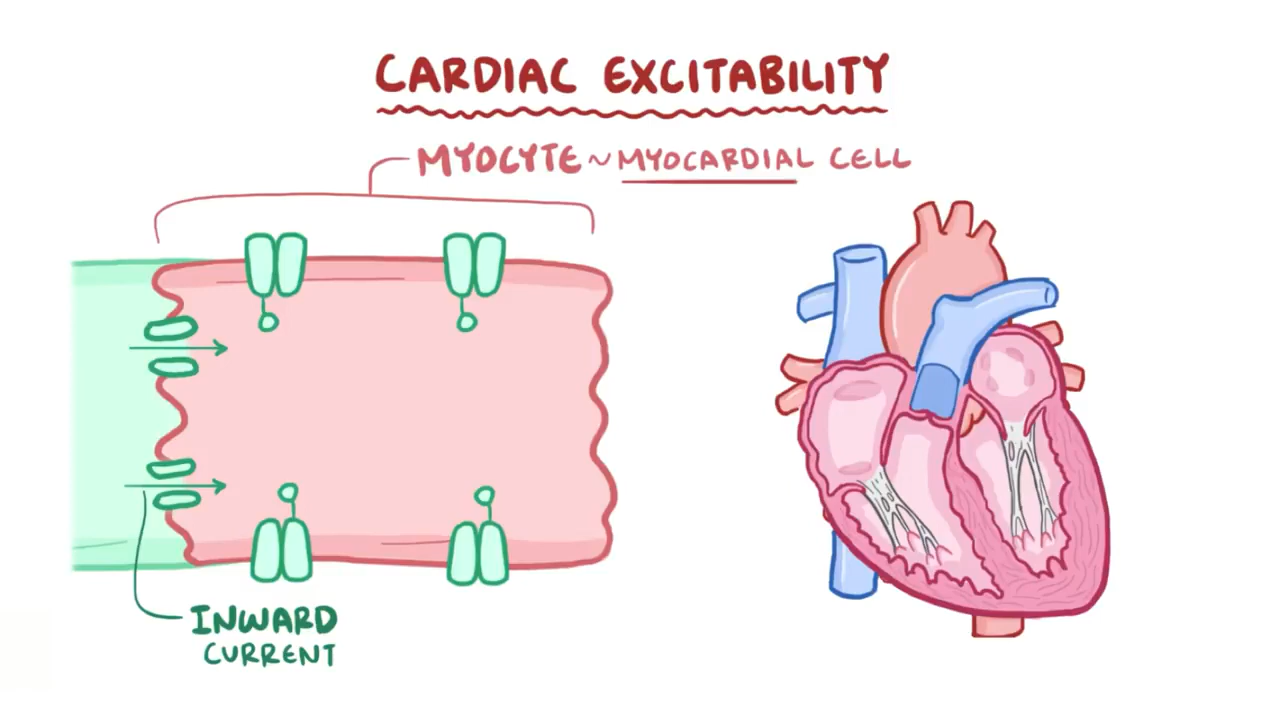 CARDIAC EXCITABILITY
MYOCYTE ~ MYOCARDIAL CELL
INWARD
CURRENT